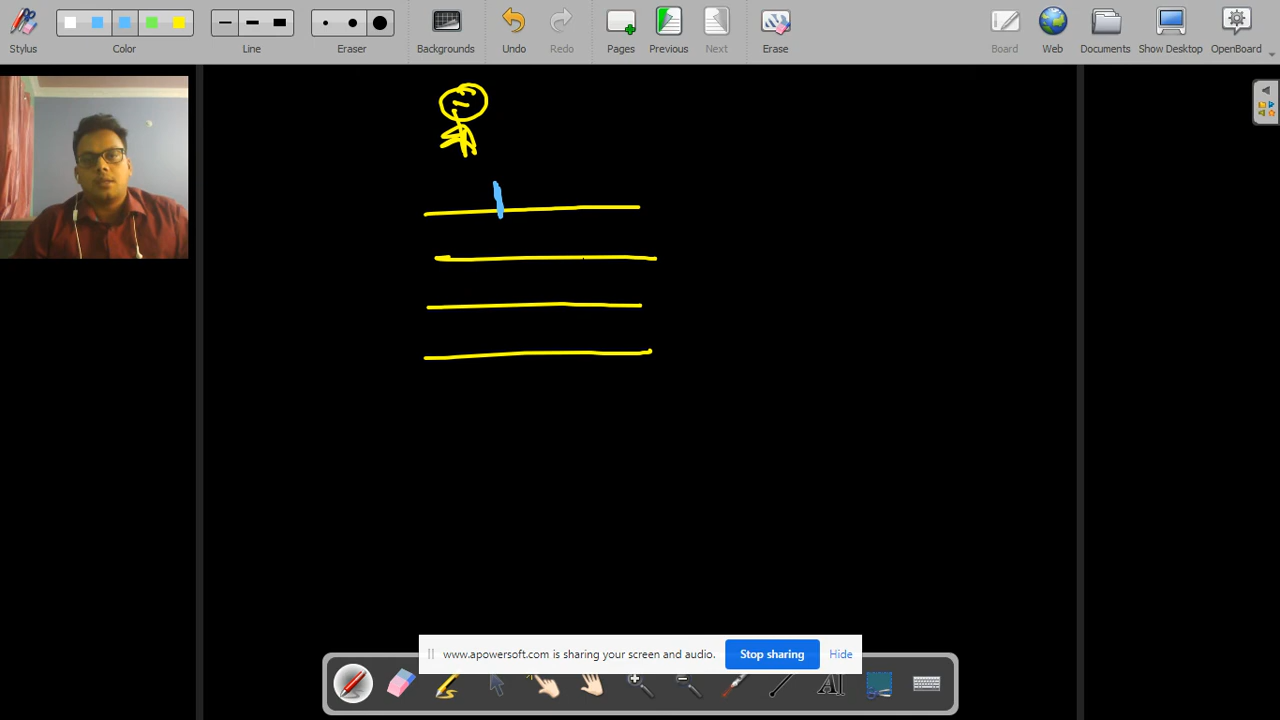 Stylus Color Line Eraser Backgrounds Undo Redo Pages Previous Next Erase Board Web Documents Show Desktop OpenBoard
www.apowersoft.com is sharing your screen and audio. Stop sharing Hide
AI